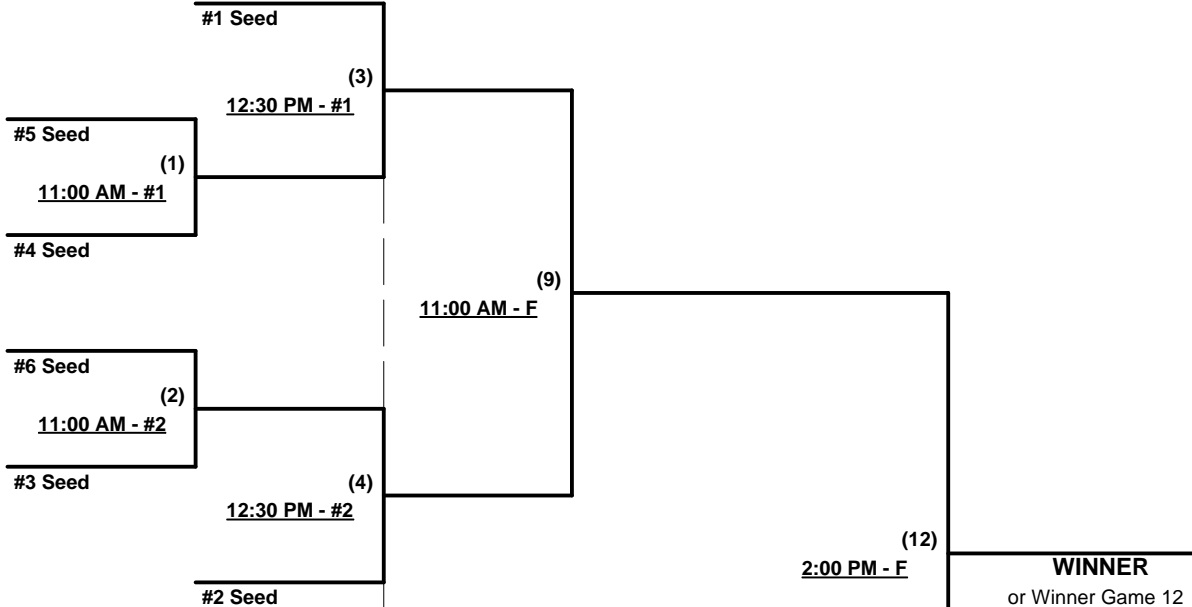 #1 Seed
(3)
12:30 PM - #1
#5 Seed
(1)
11:00 AM - #1
#4 Seed
(9)
11:00 AM - F
#6 Seed
(2)
11:00 AM - #2
#3 Seed
(4)
12:30 PM - #2
(12)
2:00 PM - F
WINNER
#2 Seed
or Winner Game 12